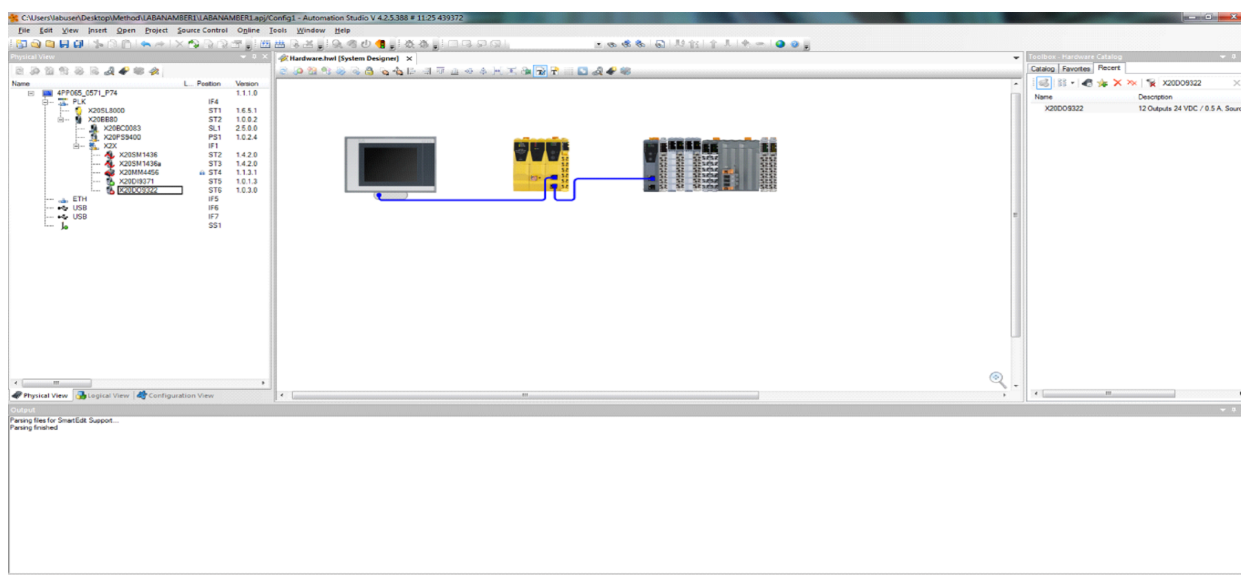 C:\Users\labuser\Desktop\Method\LABANAMBER1\LABANAMBER1.apj/Config1 - Automation Studio V 4.2.5.388 # 11:25 439372
File Edit View Insert Open Project Source Control Online Tools Window Help
Physical View
Hardware.hwl [System Designer]
Toolbox - Hardware Catalog
Catalog Favorites Recent
X20DO9322
Name L... Position Version
4PP065_0571_P74 1.1.1.0
PLK IF4
X20SL8000 ST1 1.6.5.1
X20BB80 ST2 1.0.0.2
X20BC0083 SL1 2.5.0.0
X20PS9400 PS1 1.0.2.4
X2X IF1
X20SM1436 ST2 1.4.2.0
X20SM1436a ST3 1.4.2.0
X20MM4456 ST4 1.1.3.1
X20DI9371 ST5 1.0.1.3
X20DO9322 ST6 1.0.3.0
ETH IF5
USB IF6
USB IF7
SS1
Name Description
X20DO9322 12 Outputs 24 VDC / 0.5 A, Sourc
Physical View Logical View Configuration View
Output
Parsing files for SmartEdit Support...
Parsing finished